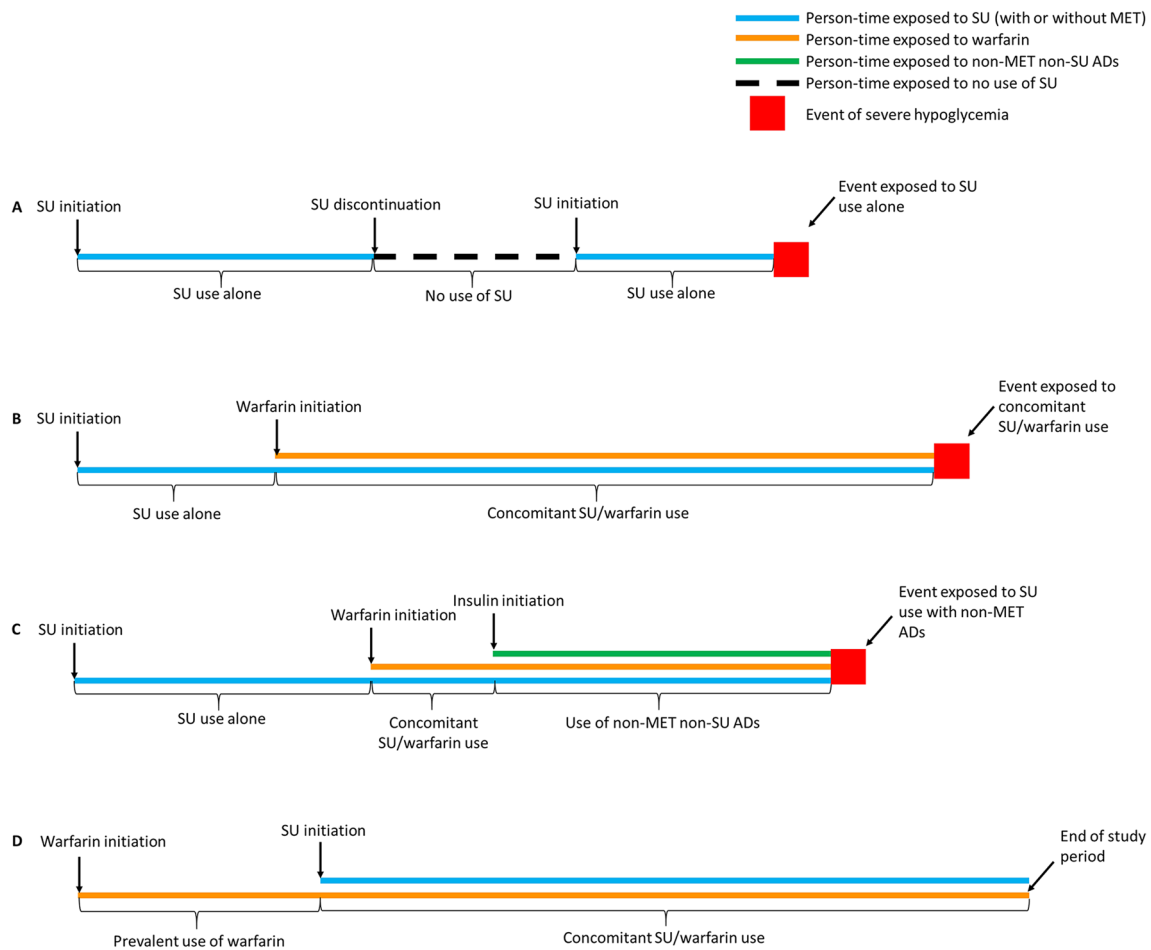 Person-time exposed to SU (with or without MET)
Person-time exposed to warfarin
Person-time exposed to non-MET non-SU ADs
Person-time exposed to no use of SU
Event of severe hypoglycemia
A
SU initiation
SU discontinuation
SU initiation
Event exposed to SU
use alone
SU use alone
No use of SU
SU use alone
B
SU initiation
Warfarin initiation
Event exposed to
concomitant
SU/warfarin use
SU use alone
Concomitant SU/warfarin use
C
SU initiation
Warfarin initiation
Insulin initiation
Event exposed to SU
use with non-MET
ADs
SU use alone
Concomitant
SU/warfarin use
Use of non-MET non-SU ADs
D
Warfarin initiation
SU initiation
End of study
period
Prevalent use of warfarin
Concomitant SU/warfarin use